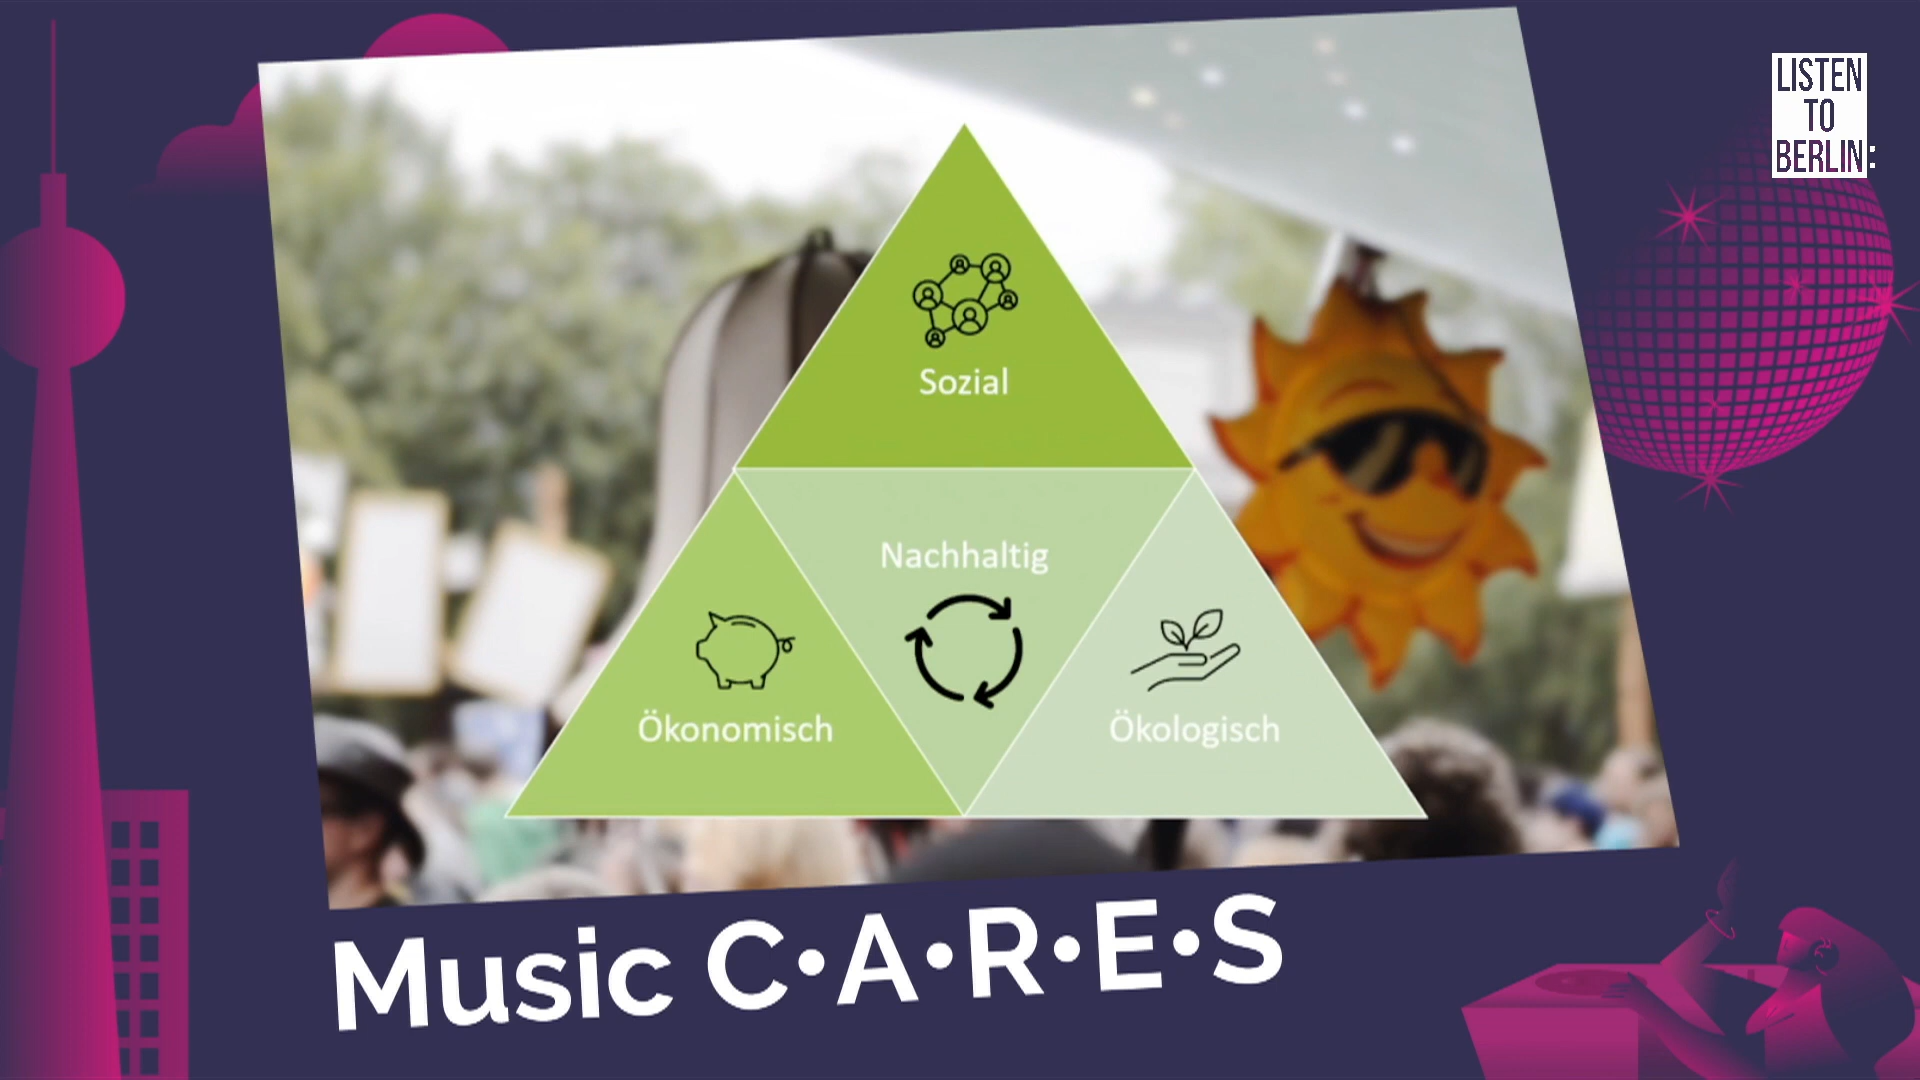 LISTEN
TO
BERLIN:
Sozial
Nachhaltig
Ökonomisch
Ökologisch
Music C•A•R•E•S